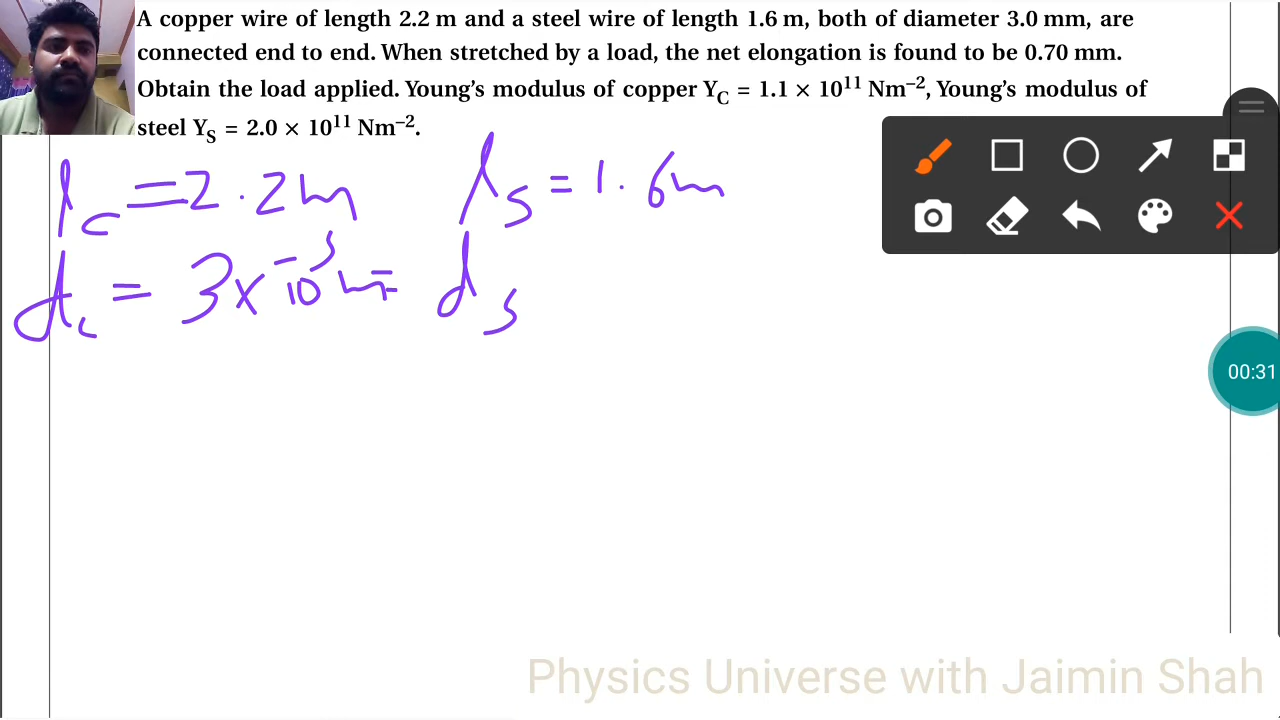 A copper wire of length 2.2 m and a steel wire of length 1.6 m, both of diameter 3.0 mm, are
connected end to end. When stretched by a load, the net elongation is found to be 0.70 mm.
Obtain the load applied. Young's modulus of copper Y_C = 1.1 × 10^11 Nm^–2, Young's modulus of
steel Y_S = 2.0 × 10^11 Nm^–2.
l_c = 2.2m l_s = 1.6m
d_c = 3×10^-3 m = d_s
00:31
Physics Universe with Jaimin Shah